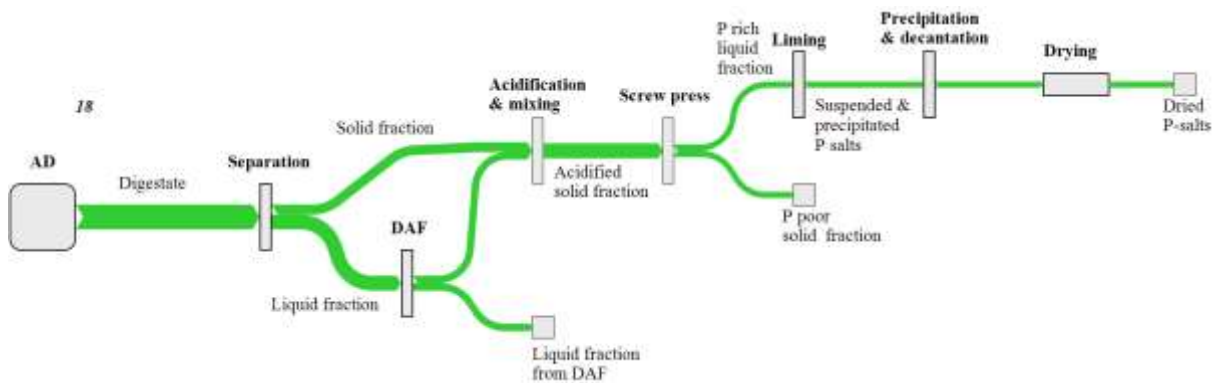 18
AD
Digestate
Separation
Solid fraction
Liquid fraction
DAF
Liquid fraction
from DAF
Acidification
& mixing
Acidified
solid fraction
Screw press
P rich
liquid
fraction
P poor
solid fraction
Liming
Suspended &
precipitated
P salts
Precipitation
& decantation
Drying
Dried
P-salts